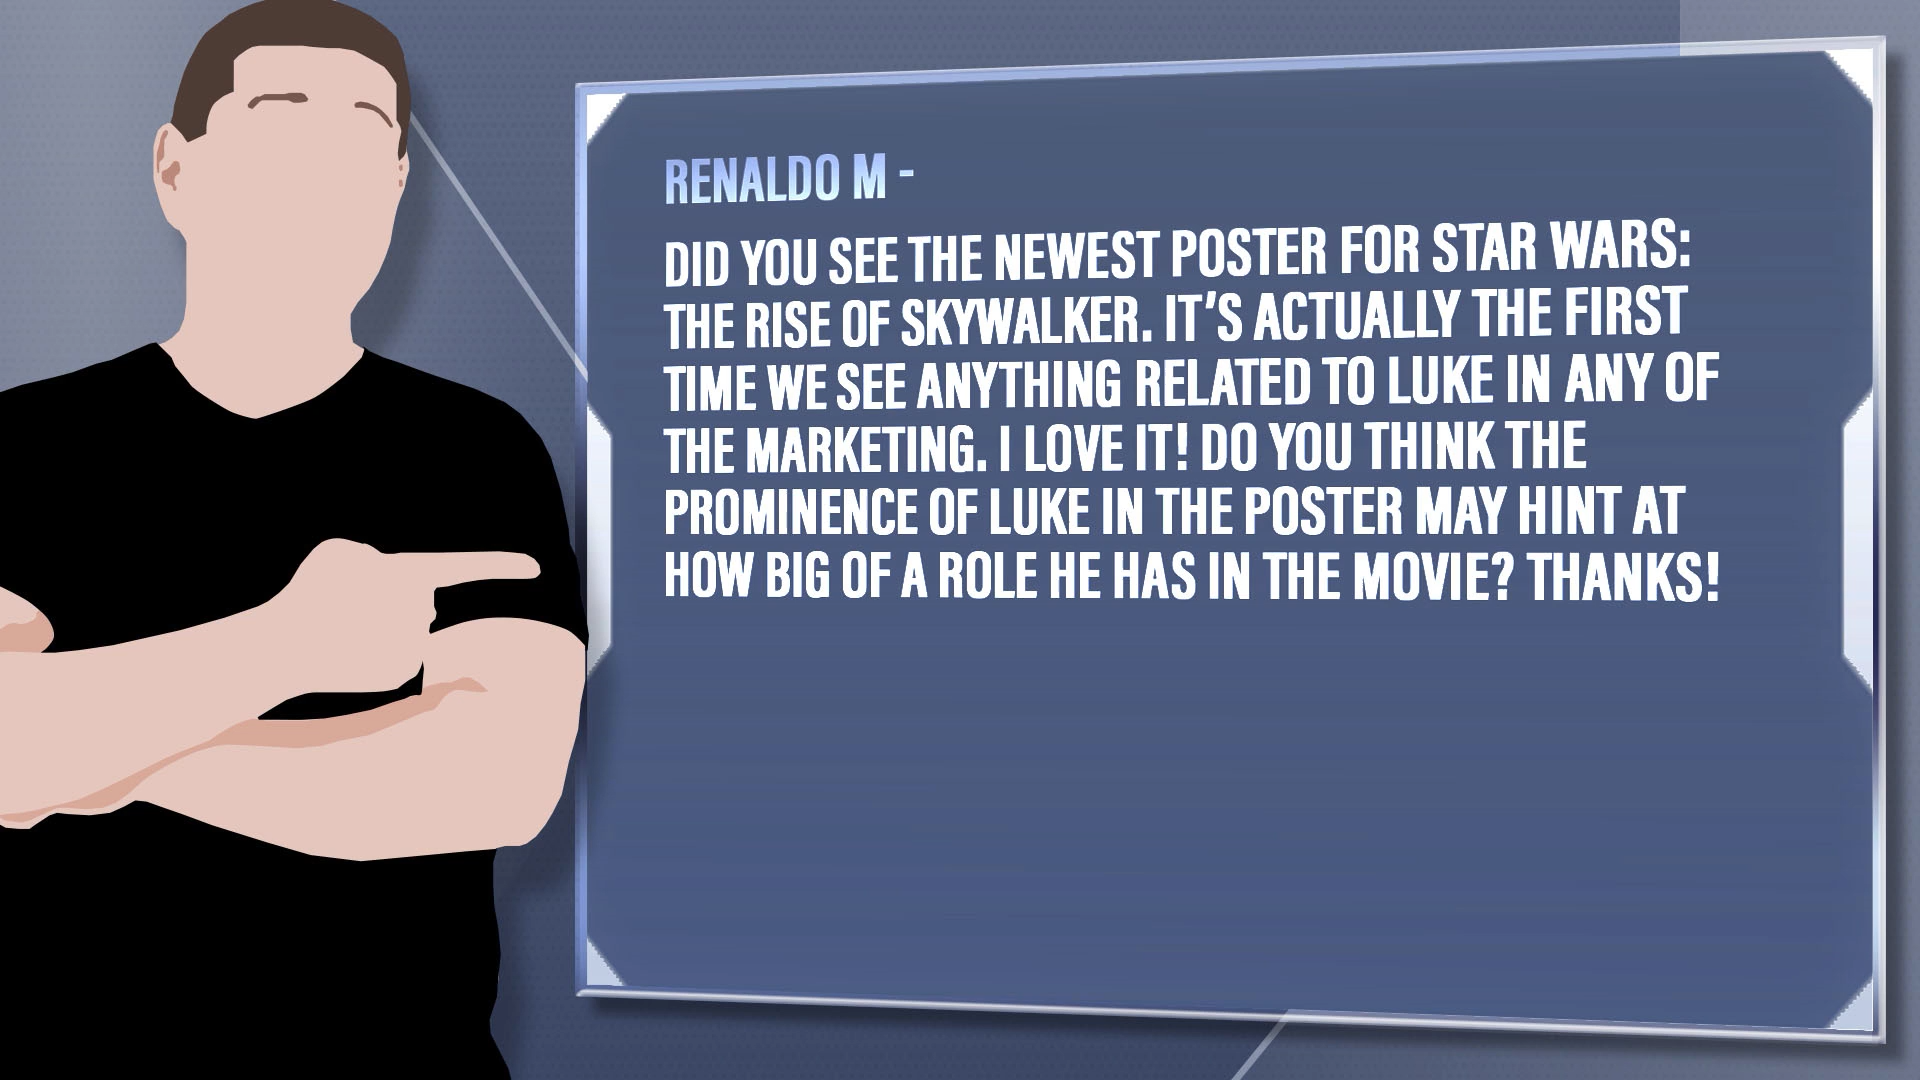 RENALDO M -
DID YOU SEE THE NEWEST POSTER FOR STAR WARS:
THE RISE OF SKYWALKER. IT'S ACTUALLY THE FIRST
TIME WE SEE ANYTHING RELATED TO LUKE IN ANY OF
THE MARKETING. I LOVE IT! DO YOU THINK THE
PROMINENCE OF LUKE IN THE POSTER MAY HINT AT
HOW BIG OF A ROLE HE HAS IN THE MOVIE? THANKS!